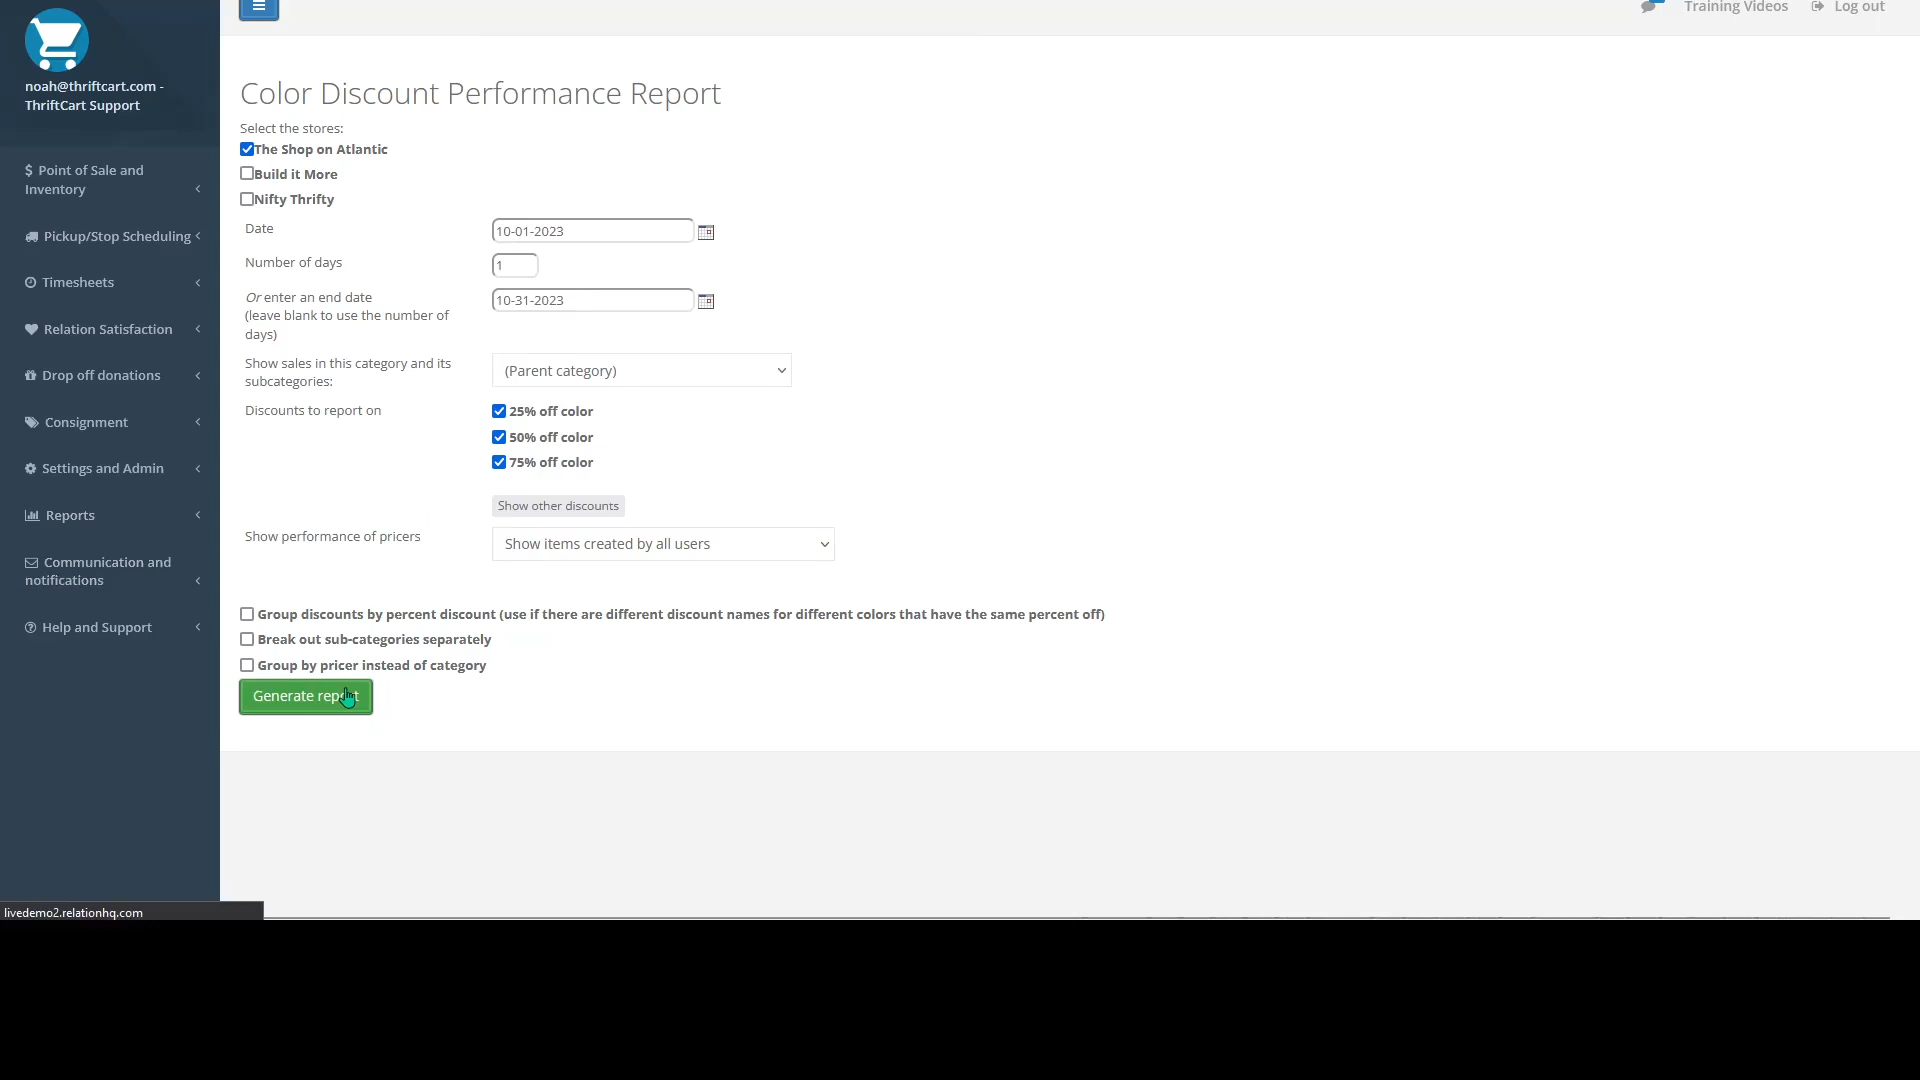 Training Videos
Log out
noah@thriftcart.com -
ThriftCart Support
Point of Sale and
Inventory
Pickup/Stop Scheduling
Timesheets
Relation Satisfaction
Drop off donations
Consignment
Settings and Admin
Reports
Communication and
notifications
Help and Support
Color Discount Performance Report
Select the stores:
The Shop on Atlantic
Build it More
Nifty Thrifty
Date
10-01-2023
Number of days
1
Or enter an end date
(leave blank to use the number of
days)
10-31-2023
Show sales in this category and its
subcategories:
(Parent category)
Discounts to report on
25% off color
50% off color
75% off color
Show other discounts
Show performance of pricers
Show items created by all users
Group discounts by percent discount (use if there are different discount names for different colors that have the same percent off)
Break out sub-categories separately
Group by pricer instead of category
Generate report
livedemo2.relationhq.com